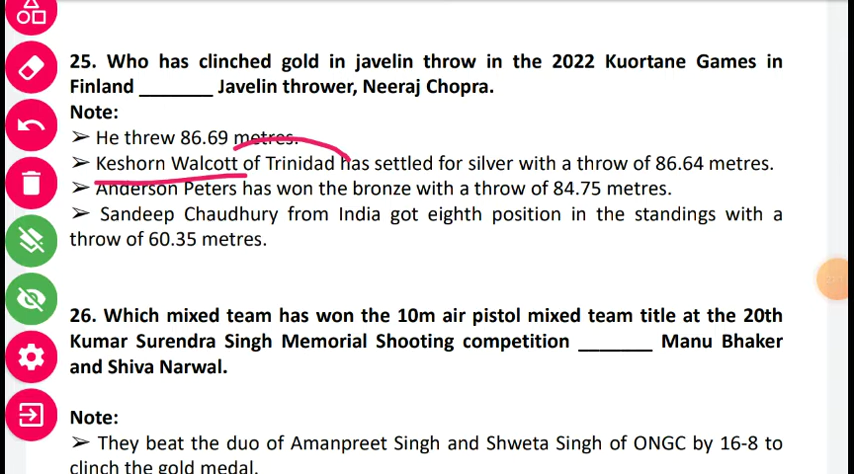 25. Who has clinched gold in javelin throw in the 2022 Kuortane Games in
Finland _______ Javelin thrower, Neeraj Chopra.
Note:
➢ He threw 86.69 metres.
➢ Keshorn Walcott of Trinidad has settled for silver with a throw of 86.64 metres.
➢ Anderson Peters has won the bronze with a throw of 84.75 metres.
➢ Sandeep Chaudhury from India got eighth position in the standings with a
throw of 60.35 metres.
26. Which mixed team has won the 10m air pistol mixed team title at the 20th
Kumar Surendra Singh Memorial Shooting competition _______ Manu Bhaker
and Shiva Narwal.
Note:
➢ They beat the duo of Amanpreet Singh and Shweta Singh of ONGC by 16-8 to
clinch the gold medal.